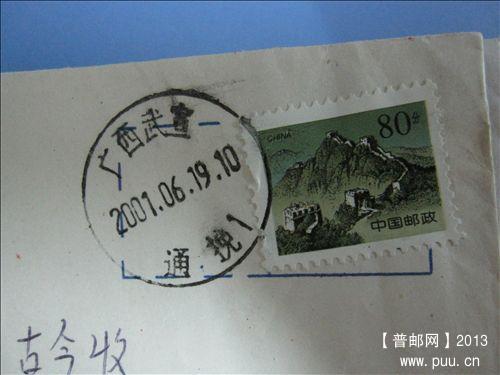 80分
CHINA
中国邮政
广西武宣
2001.06.19.10
通挽1
古今收
【普邮网】2013
www.puu.cn